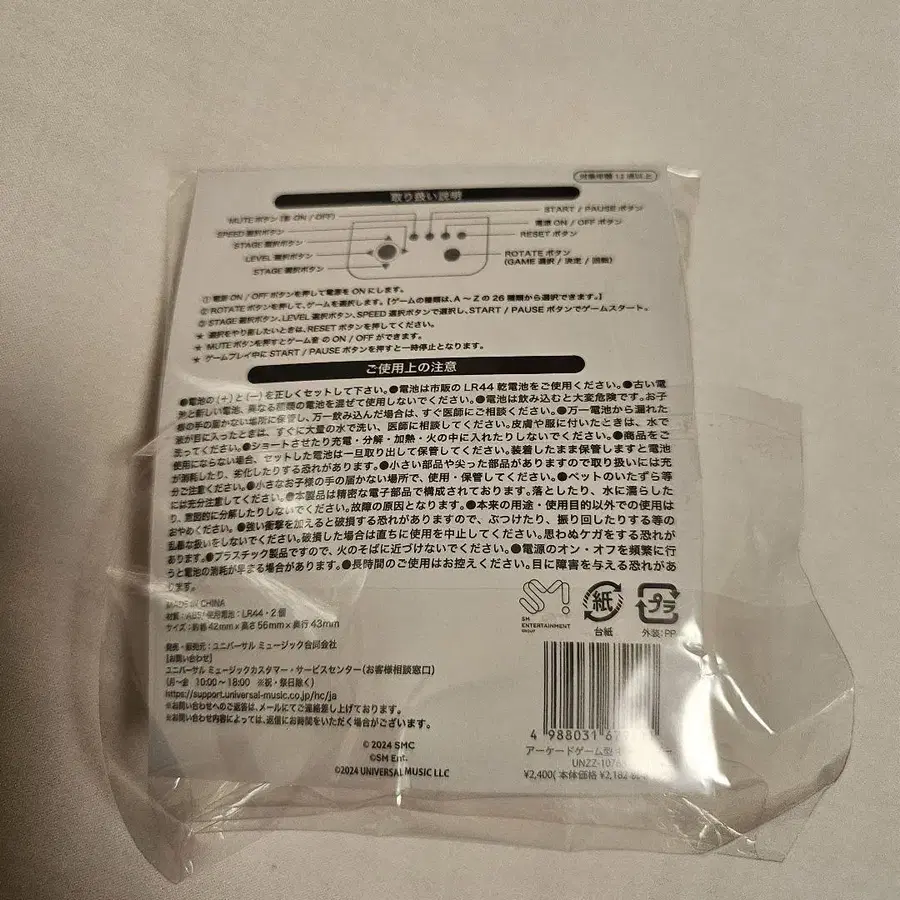 対象年齢 15 歳以上
取り扱い説明
MUTE ボタン (音 ON / OFF)
SPEED 選択ボタン
STAGE 選択ボタン
LEVEL 選択ボタン
STAGE 選択ボタン
START / PAUSE ボタン
電源 ON / OFF ボタン
RESET ボタン
ROTATE ボタン
(GAME 選択 / 決定 / 回転)
①電源 ON / OFF ボタンを押して電源を ON にします。
②ROTATE ボタンを押して、ゲームを選択します。【ゲームの種類は、A ～ Z の 26 種類から選択できます。】
③STAGE 選択ボタン、LEVEL 選択ボタン、SPEED 選択ボタンで選択し、START / PAUSE ボタンでゲームスタート。
★ 選択をやり直したいときは、RESET ボタンを押してください。
★ MUTE ボタンを押すとゲーム音 の ON / OFF ができます。
★ ゲームプレイ中に START / PAUSE ボタンを押すと一時停止となります。
ご使用上の注意
●電池の (+) と (−) を正しくセットして下さい。●電池は市販の LR44 乾電池をご使用ください。●古い電
池と新しい電池、異なる種類の電池を混ぜて使用しないでください。●電池は飲み込むと大変危険です。お子
様の手の届かない場所に保管し、万一飲み込んだ場合は、すぐ医師にご相談ください。●万一電池から漏れた
液が目に入ったときは、すぐに大量の水で洗い、医師に相談してください。皮膚や服に付いたときは、水で
洗ってください。●ショートさせたり充電・分解・加熱・火の中に入れたりしないでください。●商品をご
使用にならない場合、セットした電池は一旦取り出して保管してください。装着したまま保管しますと電池
が消耗したり、劣化したりする恐れがあります。●小さい部品や尖った部品がありますので取り扱いには充
分ご注意ください。●小さなお子様の手の届かない場所で、使用・保管してください。●ペットのいたずら等
には充分注意してください。●本製品は精密な電子部品で構成されております。落としたり、水に濡らした
り、意図的に分解したりしないでください。故障の原因となります。●本来の用途・使用目的以外での使用は
おやめください。●強い衝撃を加えると破損する恐れがありますので、ぶつけたり、振り回したりする等の
乱暴な扱いをしないでください。破損した場合は直ちに使用を中止してください。思わぬケガをする恐れが
あります。●プラスチック製品ですので、火のそばに近づけないでください。●電源のオン・オフを頻繁に行
うと電池の消耗が早まる場合があります。●長時間のご使用はお控えください。目に障害を与える恐れがあ
ります。
MADE IN CHINA
材質：ABS/ 使用電池：LR44・2 個
サイズ：約幅 42mm×高さ 56mm×奥行 43mm
発売・販売元：ユニバーサル ミュージック合同会社
【お問い合わせ】
ユニバーサル ミュージックカスタマー・サービスセンター(お客様相談窓口)
(月～金 10:00～18:00 ※祝・祭日除く)
https://support.universal-music.co.jp/hc/ja
※お問い合わせへのご返答は、メールにてご連絡差し上げております。
※お問い合わせ内容によっては、返信にお時間をいただく場合がございます。
© 2024 SMC
©SM Ent.
©2024 UNIVERSAL MUSIC LLC
SM!
SM
ENTERTAINMENT
GROUP
紙
台紙
プラ
外装：PP
4 988031
アーケードゲーム型
UNZZ-
¥2,400( 本体価格 ¥2,182